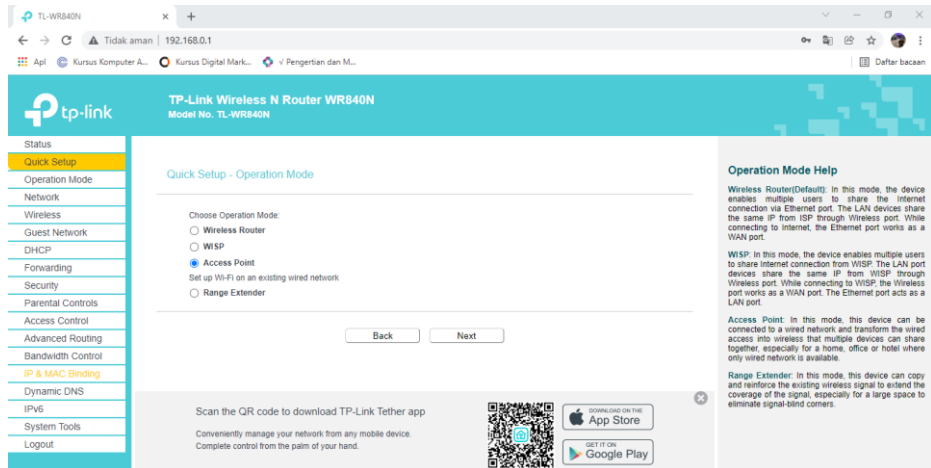 TL-WR840N
Tidak aman
192.168.0.1
Apl
Kursus Komputer A...
Kursus Digital Mark...
√ Pengertian dan M...
Daftar bacaan
tp-link
TP-Link Wireless N Router WR840N
Model No. TL-WR840N
Status
Quick Setup
Operation Mode
Network
Wireless
Guest Network
DHCP
Forwarding
Security
Parental Controls
Access Control
Advanced Routing
Bandwidth Control
IP & MAC Binding
Dynamic DNS
IPv6
System Tools
Logout
Quick Setup - Operation Mode
Choose Operation Mode:
Wireless Router
WISP
Access Point
Set up Wi-Fi on an existing wired network
Range Extender
Back
Next
Scan the QR code to download TP-Link Tether app
Conveniently manage your network from any mobile device.
Complete control from the palm of your hand.
DOWNLOAD ON THE
App Store
GET IT ON
Google Play
Operation Mode Help
Wireless Router(Default): In this mode, the device
enables multiple users to share the Internet
connection via Ethernet port. The LAN devices share
the same IP from ISP through Wireless port. While
connecting to Internet, the Ethernet port works as a
WAN port.
WISP: In this mode, the device enables multiple users
to share Internet connection from WISP. The LAN port
devices share the same IP from WISP through
Wireless port. While connecting to WISP, the Wireless
port works as a WAN port. The Ethernet port acts as a
LAN port.
Access Point: In this mode, this device can be
connected to a wired network and transform the wired
access into wireless that multiple devices can share
together, especially for a home, office or hotel where
only wired network is available.
Range Extender: In this mode, this device can copy
and reinforce the existing wireless signal to extend the
coverage of the signal, especially for a large space to
eliminate signal-blind corners.